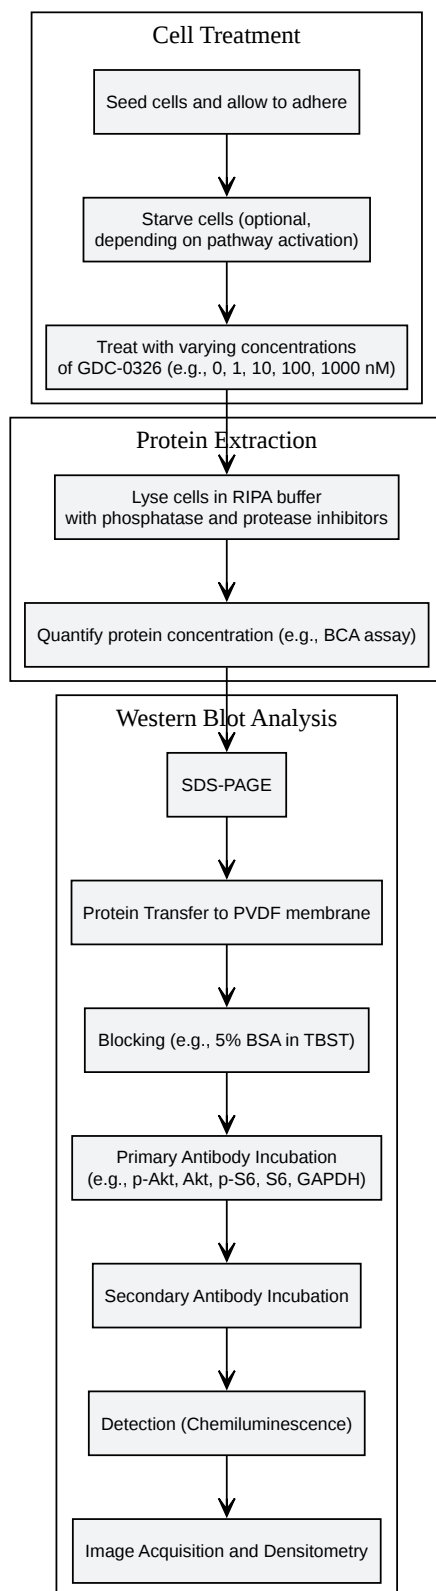 Cell Treatment
Seed cells and allow to adhere
Starve cells (optional,
depending on pathway activation)
Treat with varying concentrations
of GDC-0326 (e.g., 0, 1, 10, 100, 1000 nM)
Protein Extraction
Lyse cells in RIPA buffer
with phosphatase and protease inhibitors
Quantify protein concentration (e.g., BCA assay)
Western Blot Analysis
SDS-PAGE
Protein Transfer to PVDF membrane
Blocking (e.g., 5% BSA in TBST)
Primary Antibody Incubation
(e.g., p-Akt, Akt, p-S6, S6, GAPDH)
Secondary Antibody Incubation
Detection (Chemiluminescence)
Image Acquisition and Densitometry